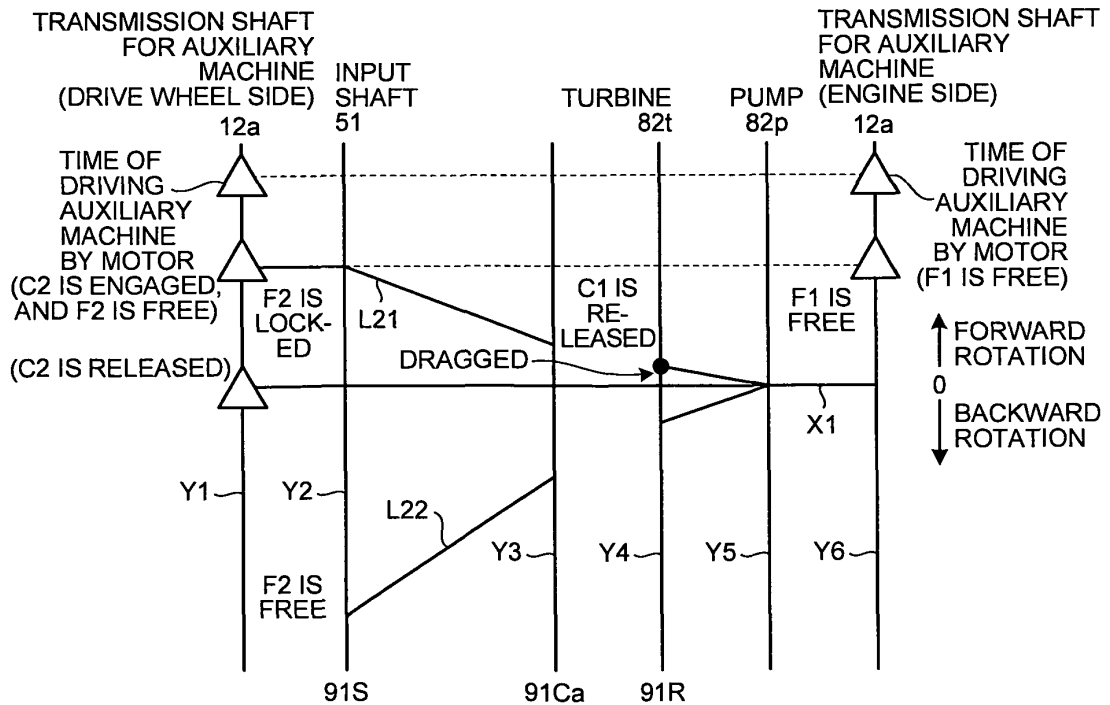 TRANSMISSION SHAFT
FOR AUXILIARY
MACHINE
(DRIVE WHEEL SIDE)
12a
INPUT
SHAFT
51
TURBINE
82t
PUMP
82p
TRANSMISSION SHAFT
FOR AUXILIARY
MACHINE
(ENGINE SIDE)
12a
TIME OF
DRIVING
AUXILIARY
MACHINE
BY MOTOR
(C2 IS ENGAGED,
AND F2 IS FREE)
(C2 IS RELEASED)
F2 IS
LOCK-
ED
L21
C1 IS
RE-
LEASED
DRAGGED
F1 IS
FREE
TIME OF
DRIVING
AUXILIARY
MACHINE
BY MOTOR
(F1 IS FREE)
FORWARD
ROTATION
0
BACKWARD
ROTATION
X1
Y1
Y2
L22
Y3
Y4
Y5
Y6
F2 IS
FREE
91S
91Ca
91R